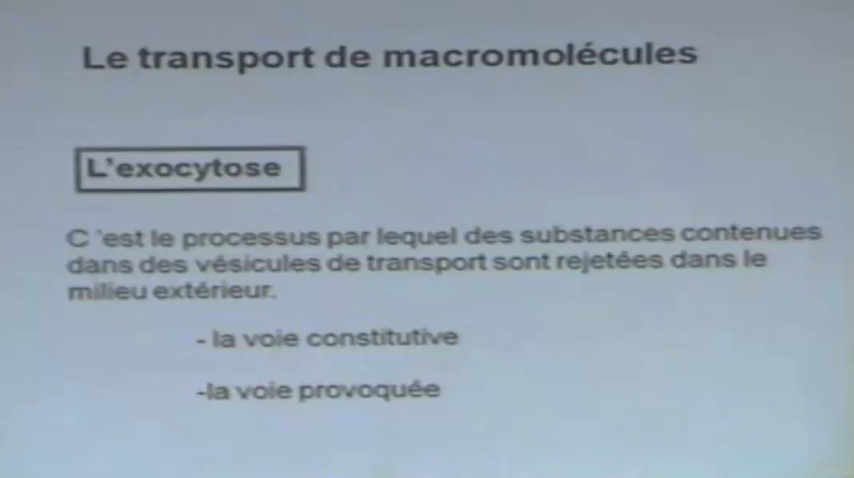 Le transport de macromolécules
L'exocytose
C 'est le processus par lequel des substances contenues
dans des vésicules de transport sont rejetées dans le
milieu extérieur.
- la voie constitutive
-la voie provoquée